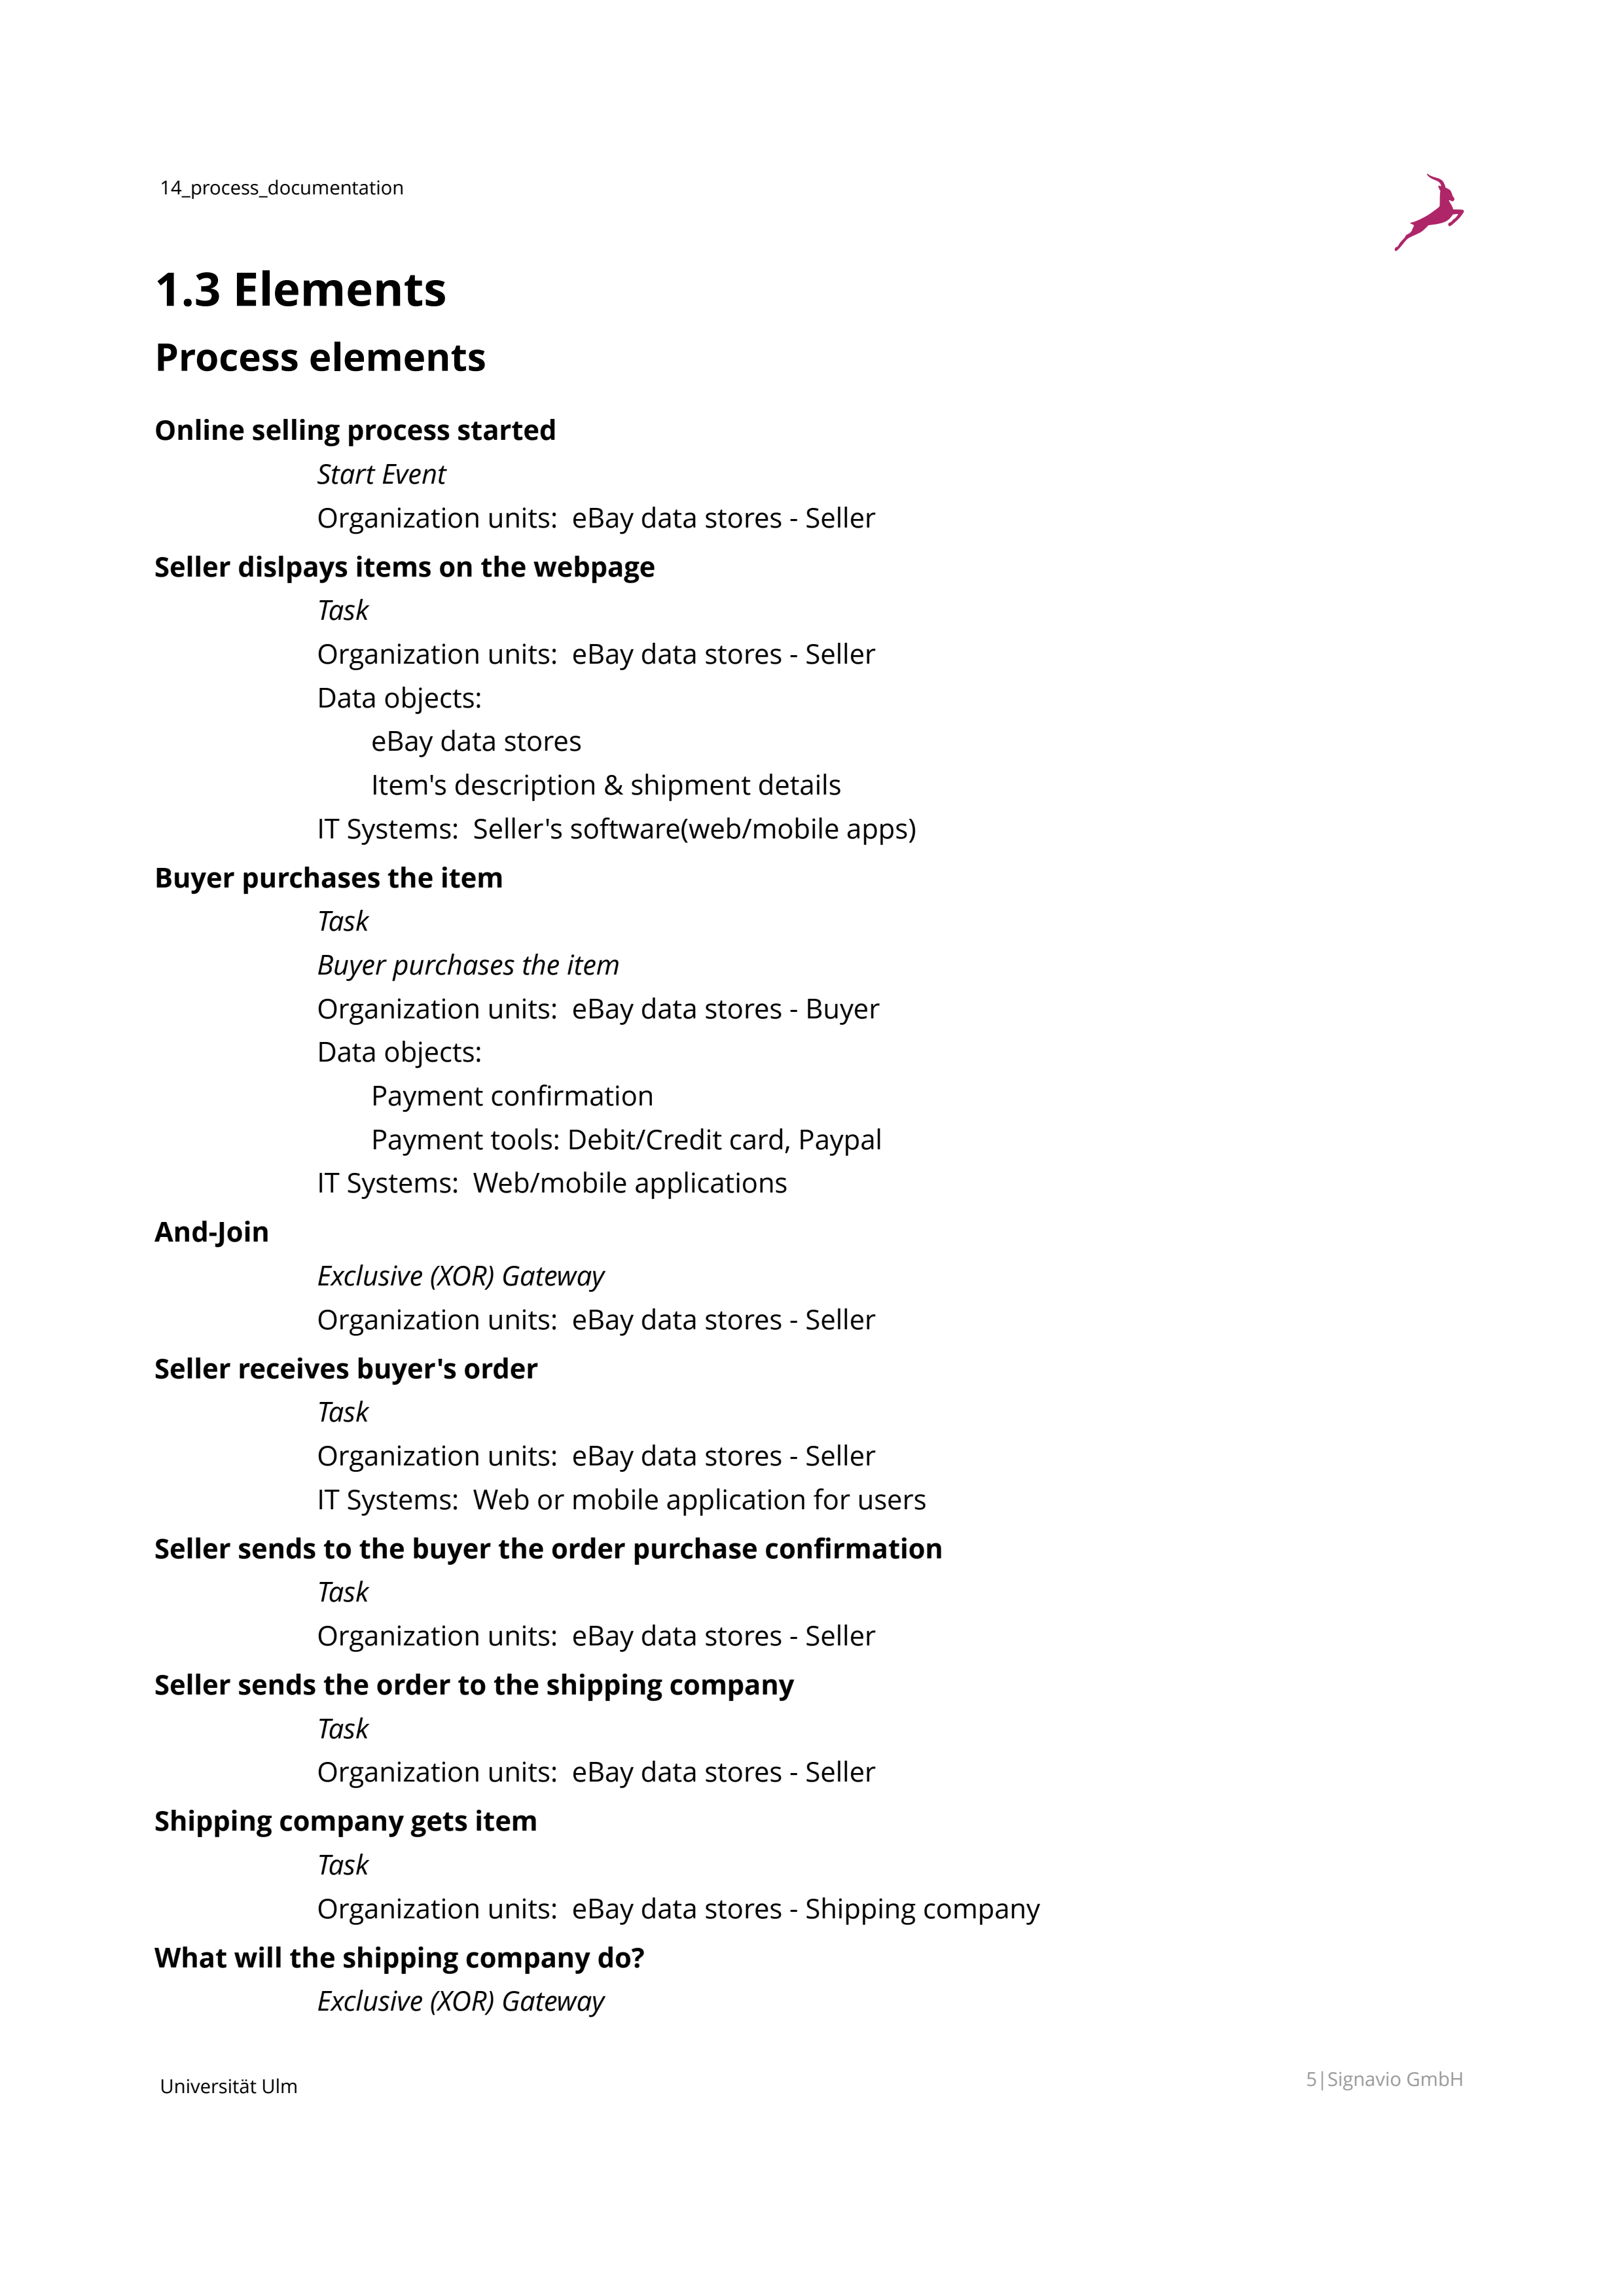 14_process_documentation
1.3 Elements
Process elements
Online selling process started
Start Event
Organization units:  eBay data stores - Seller
Seller dislpays items on the webpage
Task
Organization units:  eBay data stores - Seller
Data objects:
eBay data stores
Item's description & shipment details
IT Systems:  Seller's software(web/mobile apps)
Buyer purchases the item
Task
Buyer purchases the item
Organization units:  eBay data stores - Buyer
Data objects:
Payment confirmation
Payment tools: Debit/Credit card, Paypal
IT Systems:  Web/mobile applications
And-Join
Exclusive (XOR) Gateway
Organization units:  eBay data stores - Seller
Seller receives buyer's order
Task
Organization units:  eBay data stores - Seller
IT Systems:  Web or mobile application for users
Seller sends to the buyer the order purchase confirmation
Task
Organization units:  eBay data stores - Seller
Seller sends the order to the shipping company
Task
Organization units:  eBay data stores - Seller
Shipping company gets item
Task
Organization units:  eBay data stores - Shipping company
What will the shipping company do?
Exclusive (XOR) Gateway
Universität Ulm
5|Signavio GmbH